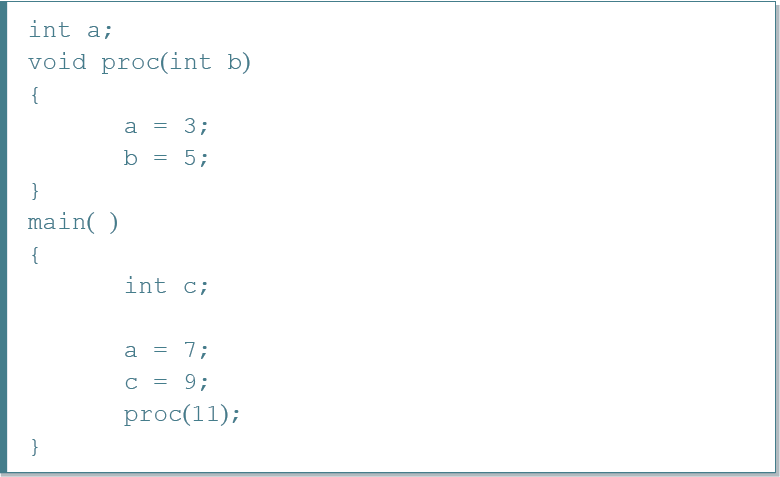 int a;
void proc(int b)
{
a = 3;
b = 5;
}
main( )
{
int c;
a = 7;
c = 9;
proc(11);
}